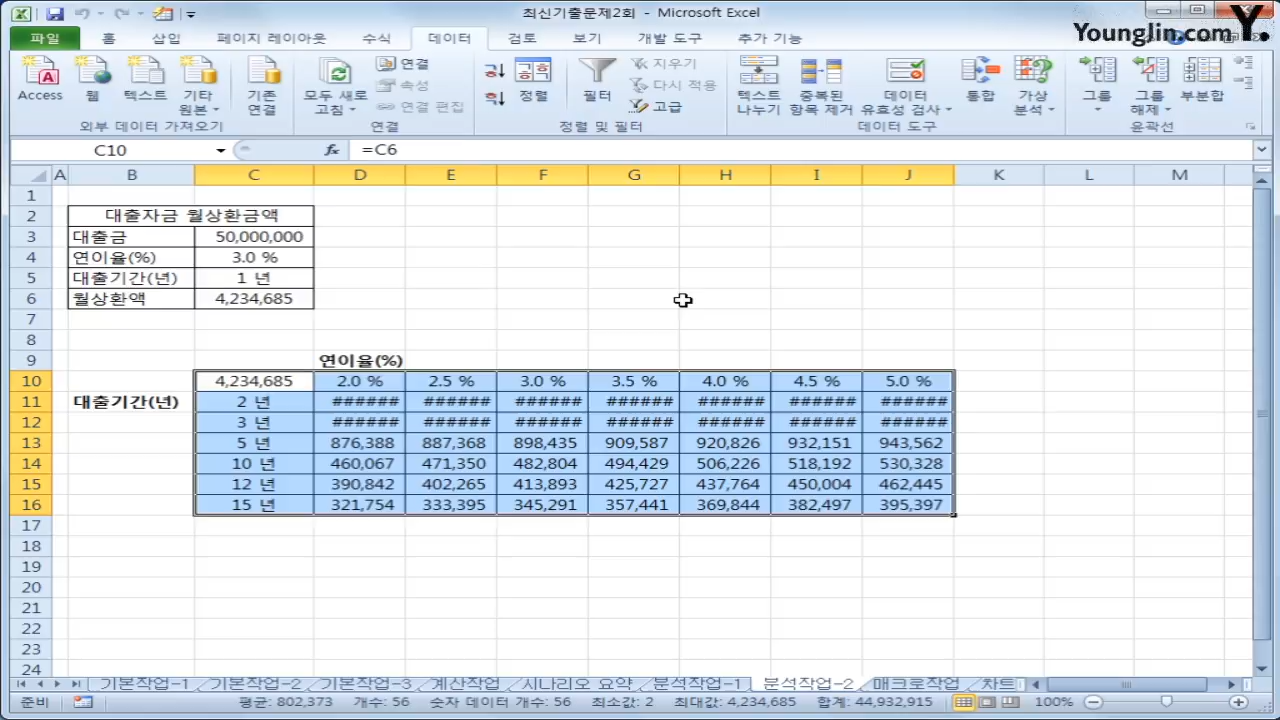 최신기출문제2회 - Microsoft Excel
Younglin.com Y.
파일 홈 삽입 페이지 레이아웃 수식 데이터 검토 보기 개발 도구 추가 기능
Access 웹 텍스트 기타 원본 기존 연결 모두 새로 고침 연결 속성 연결 편집 정렬 필터 지우기 다시 적용 고급 텍스트 나누기 중복된 항목 제거 데이터 유효성 검사 통합 가상 분석 그룹 그룹 해제 부분합
외부 데이터 가져오기 연결 정렬 및 필터 데이터 도구 윤곽선
C10 fx =C6
A B C D E F G H I J K L M
1
2 대출자금 월상환금액
3 대출금 50,000,000
4 연이율(%) 3.0 %
5 대출기간(년) 1 년
6 월상환액 4,234,685
7
8
9 연이율(%)
10 4,234,685 2.0 % 2.5 % 3.0 % 3.5 % 4.0 % 4.5 % 5.0 %
11 대출기간(년) 2 년 ###### ###### ###### ###### ###### ###### ######
12 3 년 ###### ###### ###### ###### ###### ###### ######
13 5 년 876,388 887,368 898,435 909,587 920,826 932,151 943,562
14 10 년 460,067 471,350 482,804 494,429 506,226 518,192 530,328
15 12 년 390,842 402,265 413,893 425,727 437,764 450,004 462,445
16 15 년 321,754 333,395 345,291 357,441 369,844 382,497 395,397
17
18
19
20
21
22
23
24
기본작업-1 기본작업-2 기본작업-3 계산작업 시나리오 요약 분석작업-1 분석작업-2 매크로작업 차트
준비 평균: 802,373 개수: 56 숫자 데이터 개수: 56 최소값: 2 최대값: 4,234,685 합계: 44,932,915 100%